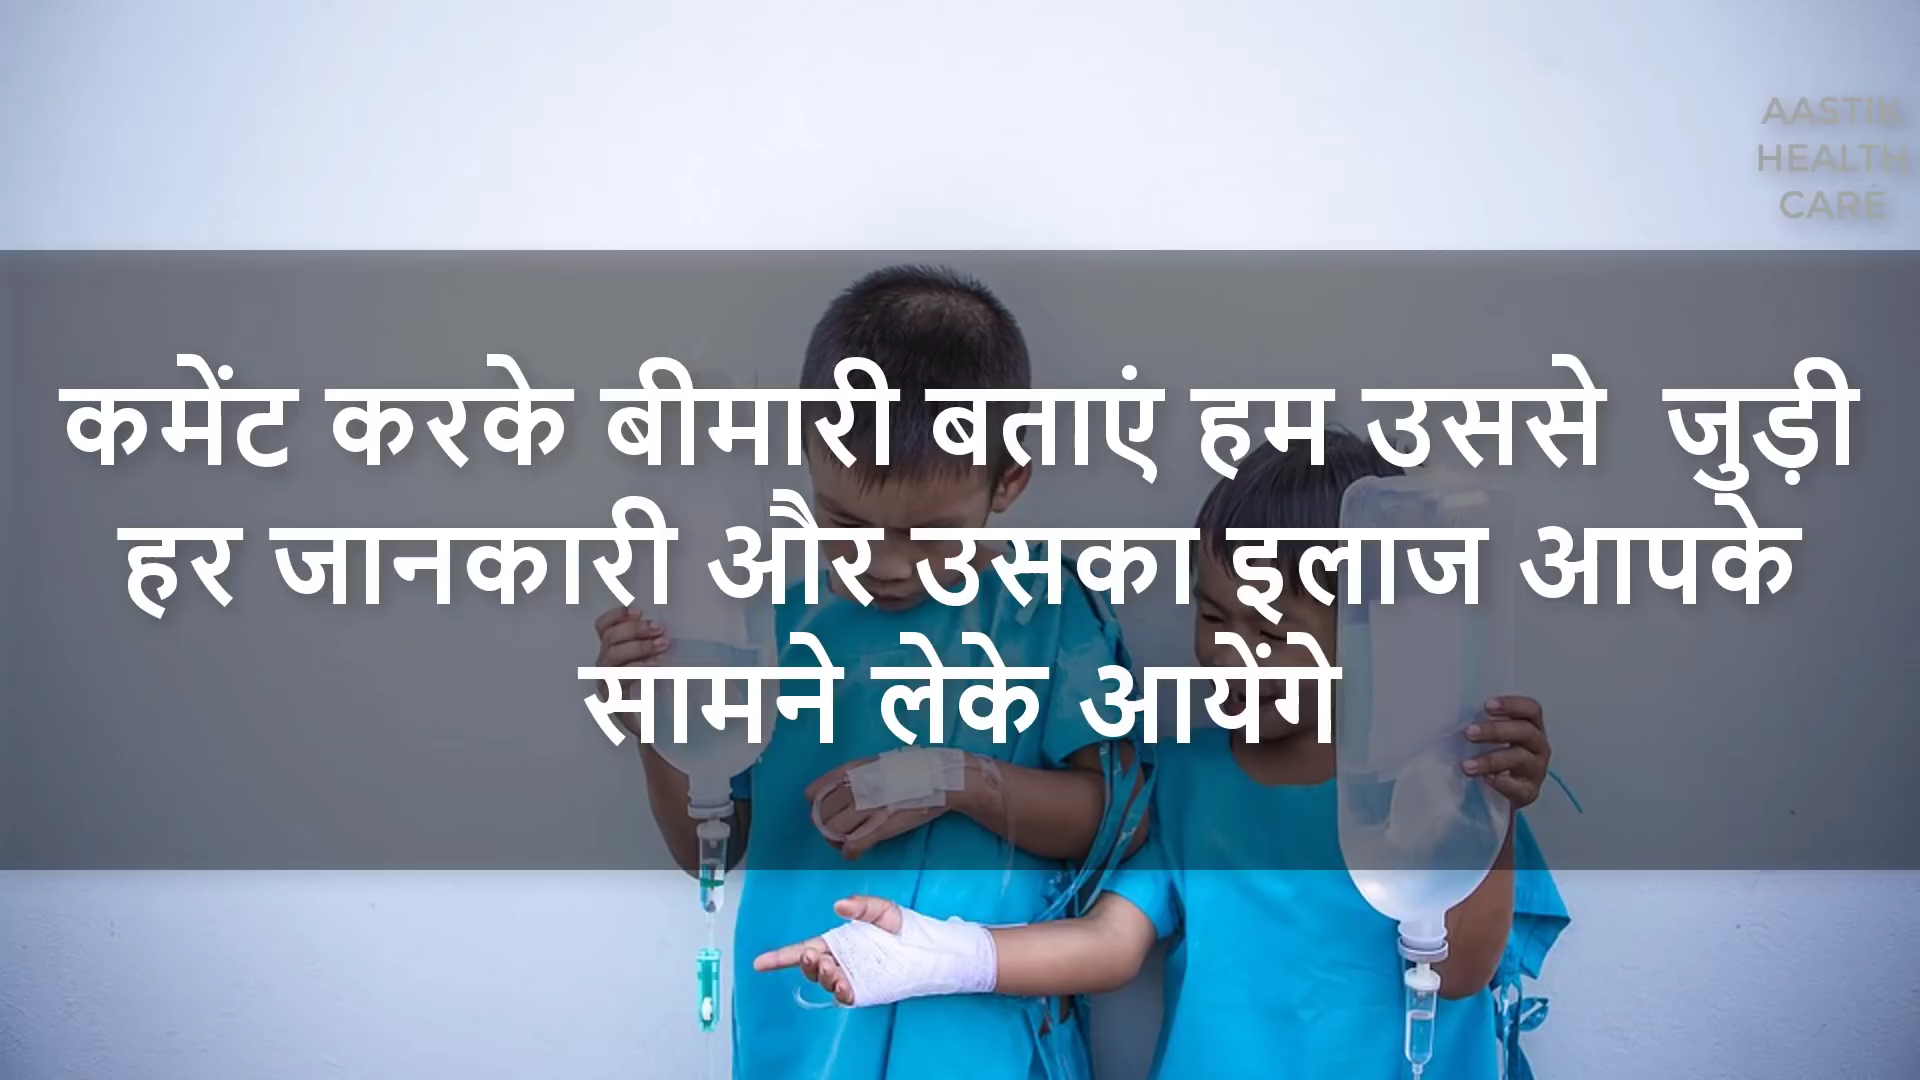 AASTIK
HEALTH
CARE
कमेंट करके बीमारी बताएं हम उससे जुड़ी
हर जानकारी और उसका इलाज आपके
सामने लेके आयेंगे